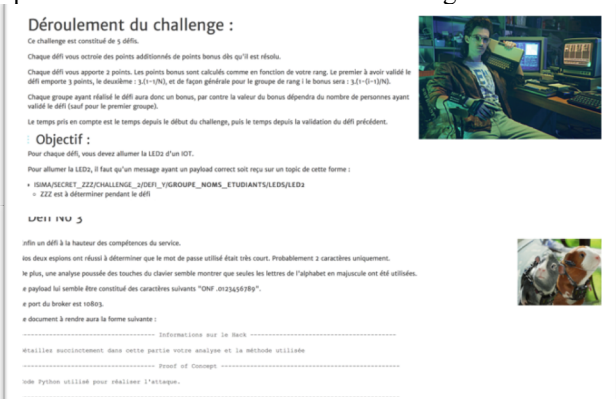 Déroulement du challenge :
Ce challenge est constitué de 5 défis.
Chaque défi vous octroie des points additionnés de points bonus dès qu'il est résolu.
Chaque défi vous apporte 2 points. Les points bonus sont calculés comme en fonction de votre rang. Le premier à avoir validé le
défi emporte 3 points, le deuxième : 3.(1-1/N), et de façon générale pour le groupe de rang i le bonus sera : 3.(1-(i-1)/N).
Chaque groupe ayant réalisé le défi aura donc un bonus, par contre la valeur du bonus dépendra du nombre de personnes ayant
validé le défi (sauf pour le premier groupe).
Le temps pris en compte est le temps depuis le début du challenge, puis le temps depuis la validation du défi précédent.
Objectif :
Pour chaque défi, vous devez allumer la LED2 d'un IOT.
Pour allumer la LED2, il faut qu'un message ayant un payload correct soit reçu sur un topic de cette forme :
• ISIMA/SECRET_ZZZ/CHALLENGE_2/DEFI_Y/GROUPE_NOMS_ETUDIANTS/LEDS/LED2
○ ZZZ est à déterminer pendant le défi
Défi No 3
nfin un défi à la hauteur des compétences du service.
os deux espions ont réussi à déterminer que le mot de passe utilisé était très court. Probablement 2 caractères uniquement.
e plus, une analyse poussée des touches du clavier semble montrer que seules les lettres de l'alphabet en majuscule ont été utilisées.
e payload lui semble être constitué des caractères suivants "ONF .0123456789".
e port du broker est 10803.
e document à rendre aura la forme suivante :
---------------------------------- Informations sur le Hack --------------------------------------
étaillez succinctement dans cette partie votre analyse et la méthode utilisée
---------------------------------- Proof of Concept ----------------------------------------------
ode Python utilisé pour réaliser l'attaque.